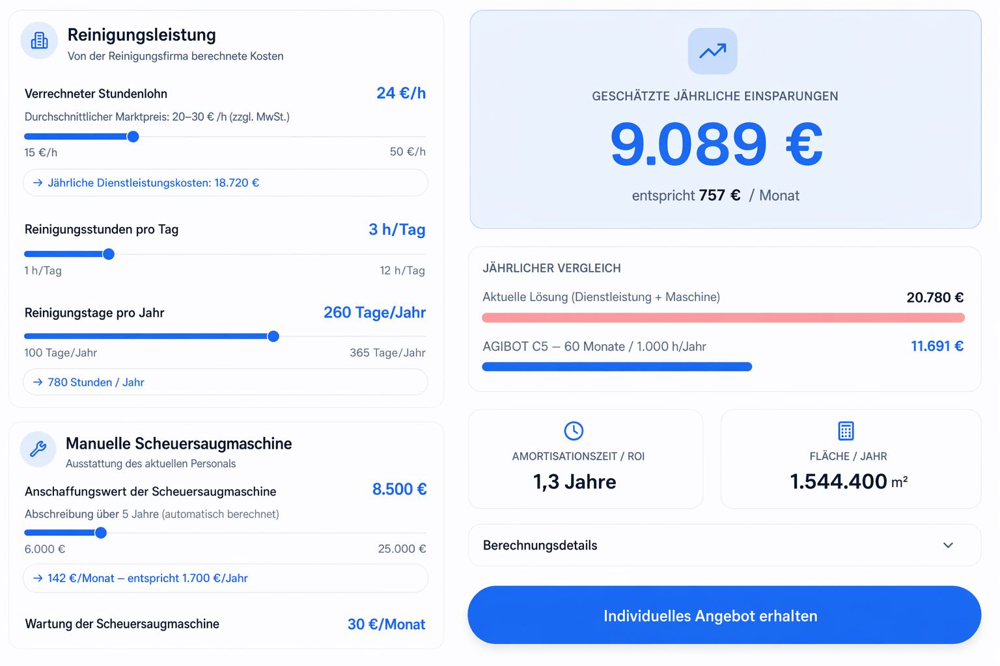 Reinigungsleistung
Von der Reinigungsfirma berechnete Kosten
Verrechneter Stundenlohn 24 €/h
Durchschnittlicher Marktpreis: 20–30 € /h (zzgl. MwSt.)
15 €/h 50 €/h
→ Jährliche Dienstleistungskosten: 18.720 €
Reinigungsstunden pro Tag 3 h/Tag
1 h/Tag 12 h/Tag
Reinigungstage pro Jahr 260 Tage/Jahr
100 Tage/Jahr 365 Tage/Jahr
→ 780 Stunden / Jahr
Manuelle Scheuersaugmaschine
Ausstattung des aktuellen Personals
Anschaffungswert der Scheuersaugmaschine 8.500 €
Abschreibung über 5 Jahre (automatisch berechnet)
6.000 € 25.000 €
→ 142 €/Monat – entspricht 1.700 €/Jahr
Wartung der Scheuersaugmaschine 30 €/Monat
GESCHÄTZTE JÄHRLICHE EINSPARUNGEN
9.089 €
entspricht 757 € / Monat
JÄHRLICHER VERGLEICH
Aktuelle Lösung (Dienstleistung + Maschine) 20.780 €
AGIBOT C5 – 60 Monate / 1.000 h/Jahr 11.691 €
AMORTISATIONSZEIT / ROI
1,3 Jahre
FLÄCHE / JAHR
1.544.400 m²
Berechnungsdetails
Individuelles Angebot erhalten